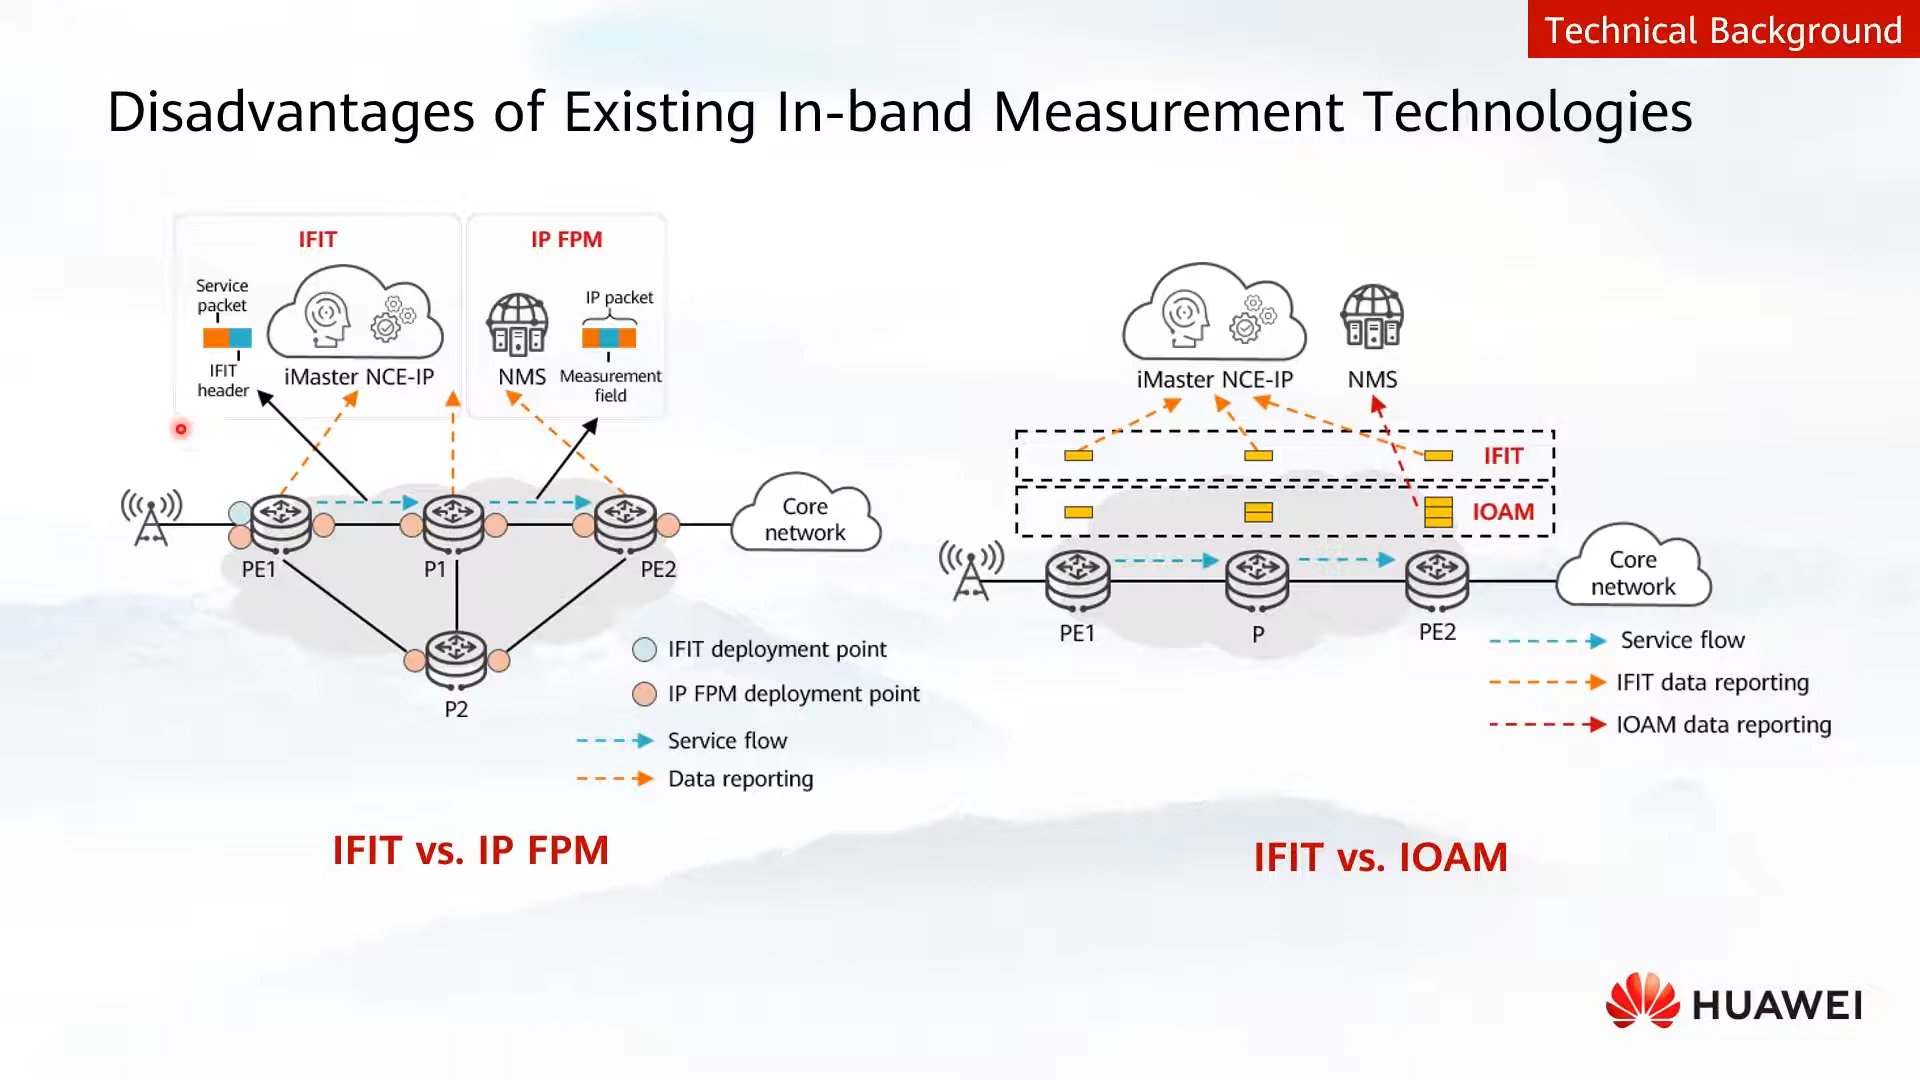 Technical Background
Disadvantages of Existing In-band Measurement Technologies
IFIT
IP FPM
Service
packet
IFIT
header
iMaster NCE-IP
NMS
IP packet
Measurement
field
PE1
P1
PE2
P2
Core
network
IFIT deployment point
IP FPM deployment point
Service flow
Data reporting
IFIT vs. IP FPM
iMaster NCE-IP
NMS
IFIT
IOAM
PE1
P
PE2
Core
network
Service flow
IFIT data reporting
IOAM data reporting
IFIT vs. IOAM
HUAWEI